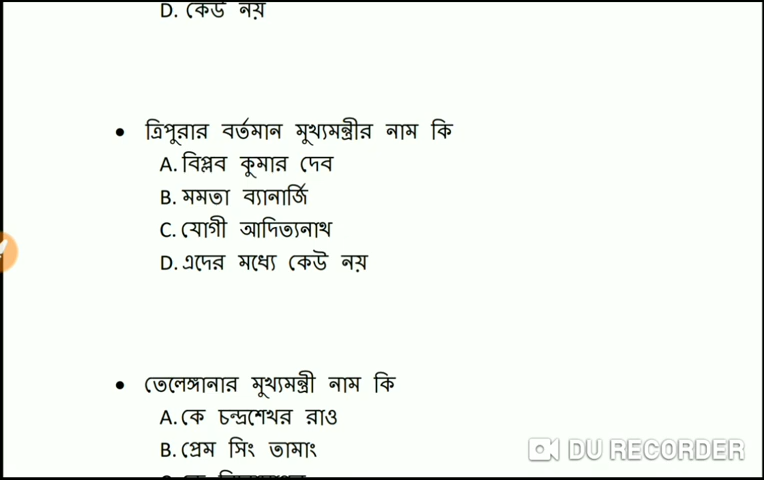 D. কেউ নয়
• ত্রিপুরার বর্তমান মুখ্যমন্ত্রীর নাম কি
A. বিপ্লব কুমার দেব
B. মমতা ব্যানার্জি
C. যোগী আদিত্যনাথ
D. এদের মধ্যে কেউ নয়
• তেলেঙ্গানার মুখ্যমন্ত্রী নাম কি
A. কে চন্দ্রশেখর রাও
B. প্রেম সিং তামাং
DU RECORDER